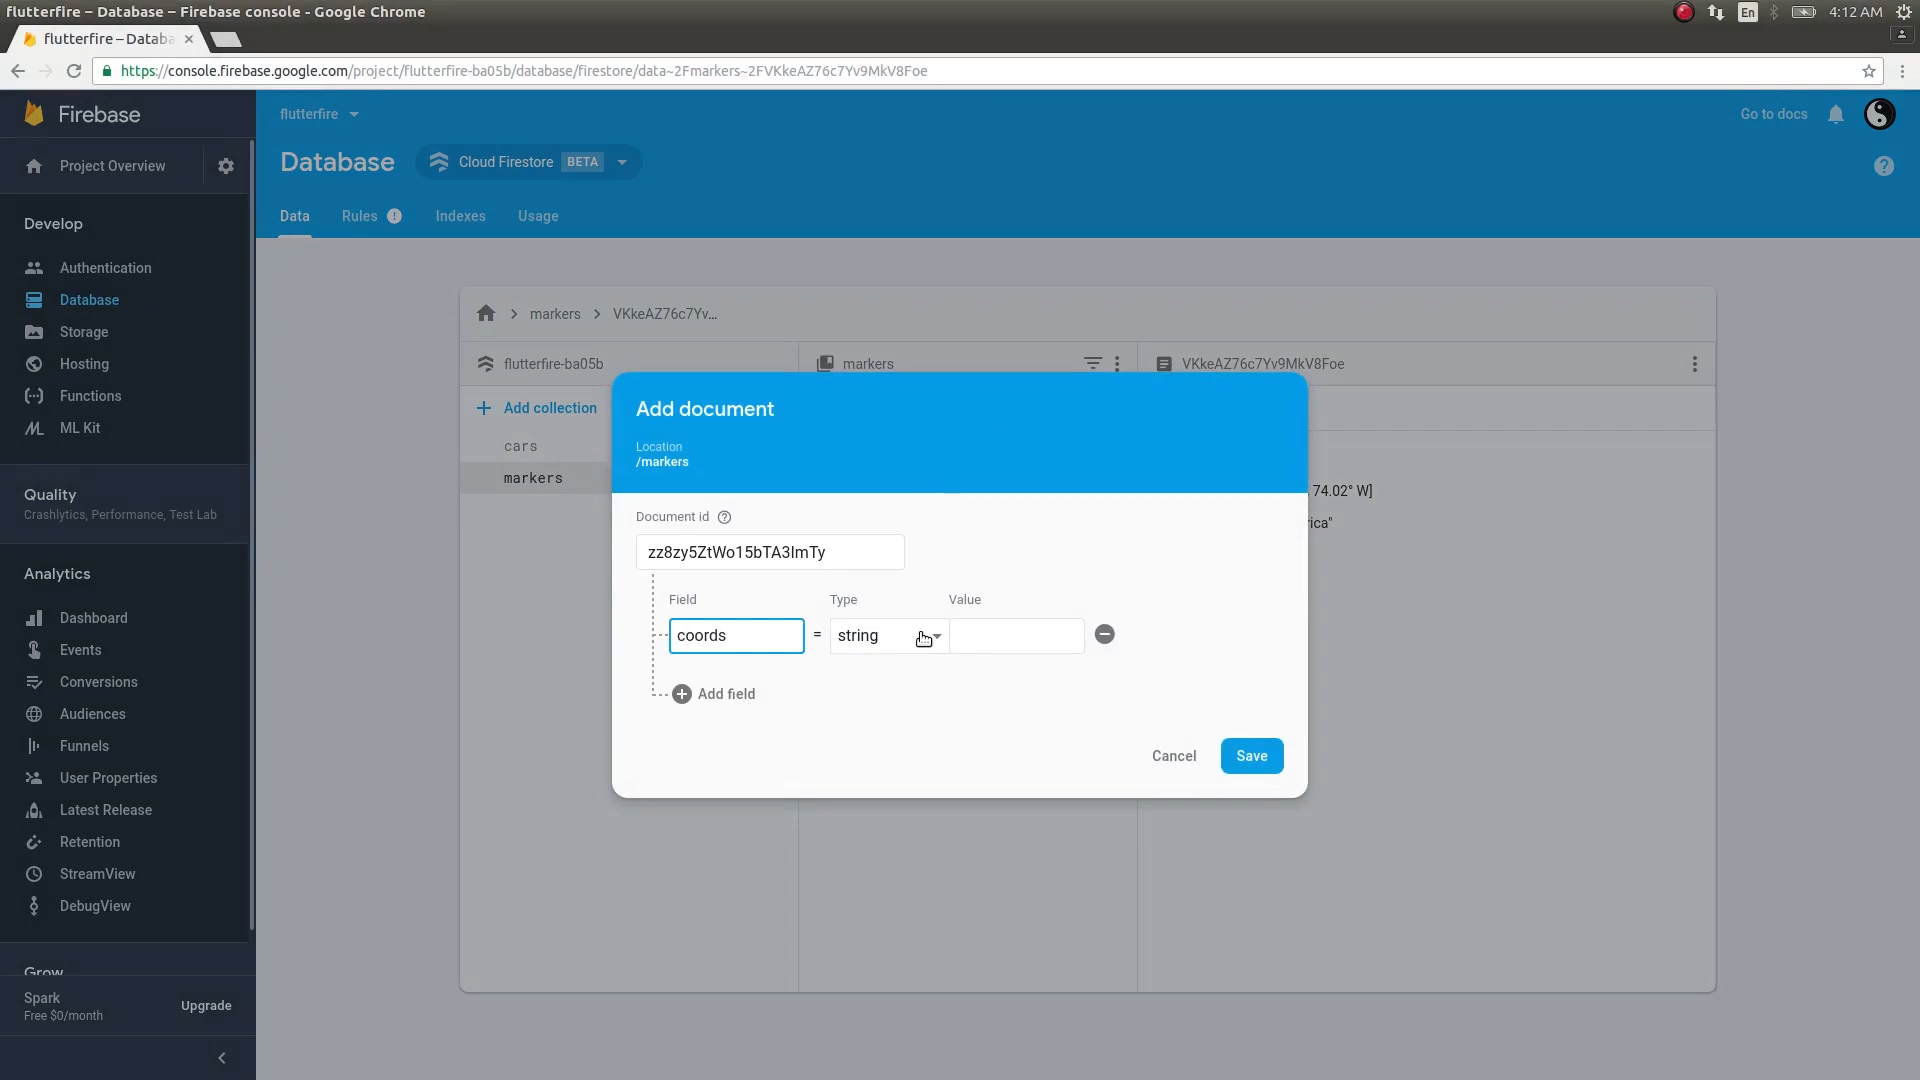 flutterfire – Database – Firebase console - Google Chrome
En
4:12 AM
flutterfire – Databa
https://console.firebase.google.com/project/flutterfire-ba05b/database/firestore/data~2Fmarkers~2FVKkeAZ76c7Yv9MkV8Foe
Firebase
flutterfire
Go to docs
Project Overview
Database
Cloud Firestore BETA
Data
Rules
Indexes
Usage
Develop
Authentication
Database
Storage
Hosting
Functions
ML Kit
Quality
Crashlytics, Performance, Test Lab
Analytics
Dashboard
Events
Conversions
Audiences
Funnels
User Properties
Latest Release
Retention
StreamView
DebugView
Grow
Spark
Free $0/month
Upgrade
markers
VKkeAZ76c7Yv...
flutterfire-ba05b
markers
VKkeAZ76c7Yv9MkV8Foe
Add collection
cars
markers
74.02° W]
ica"
Add document
Location
/markers
Document id
zz8zy5ZtWo15bTA3lmTy
Field
Type
Value
coords
=
string
Add field
Cancel
Save